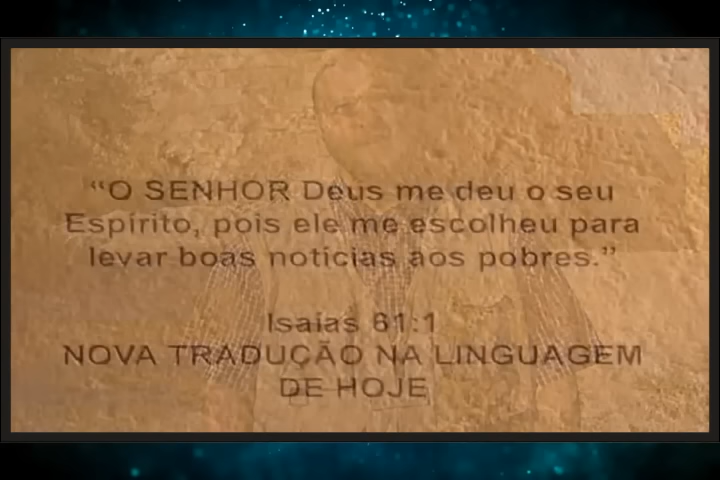 “O SENHOR Deus me deu o seu
Espírito, pois ele me escolheu para
levar boas notícias aos pobres.”
Isaías 61:1
NOVA TRADUÇÃO NA LINGUAGEM
DE HOJE